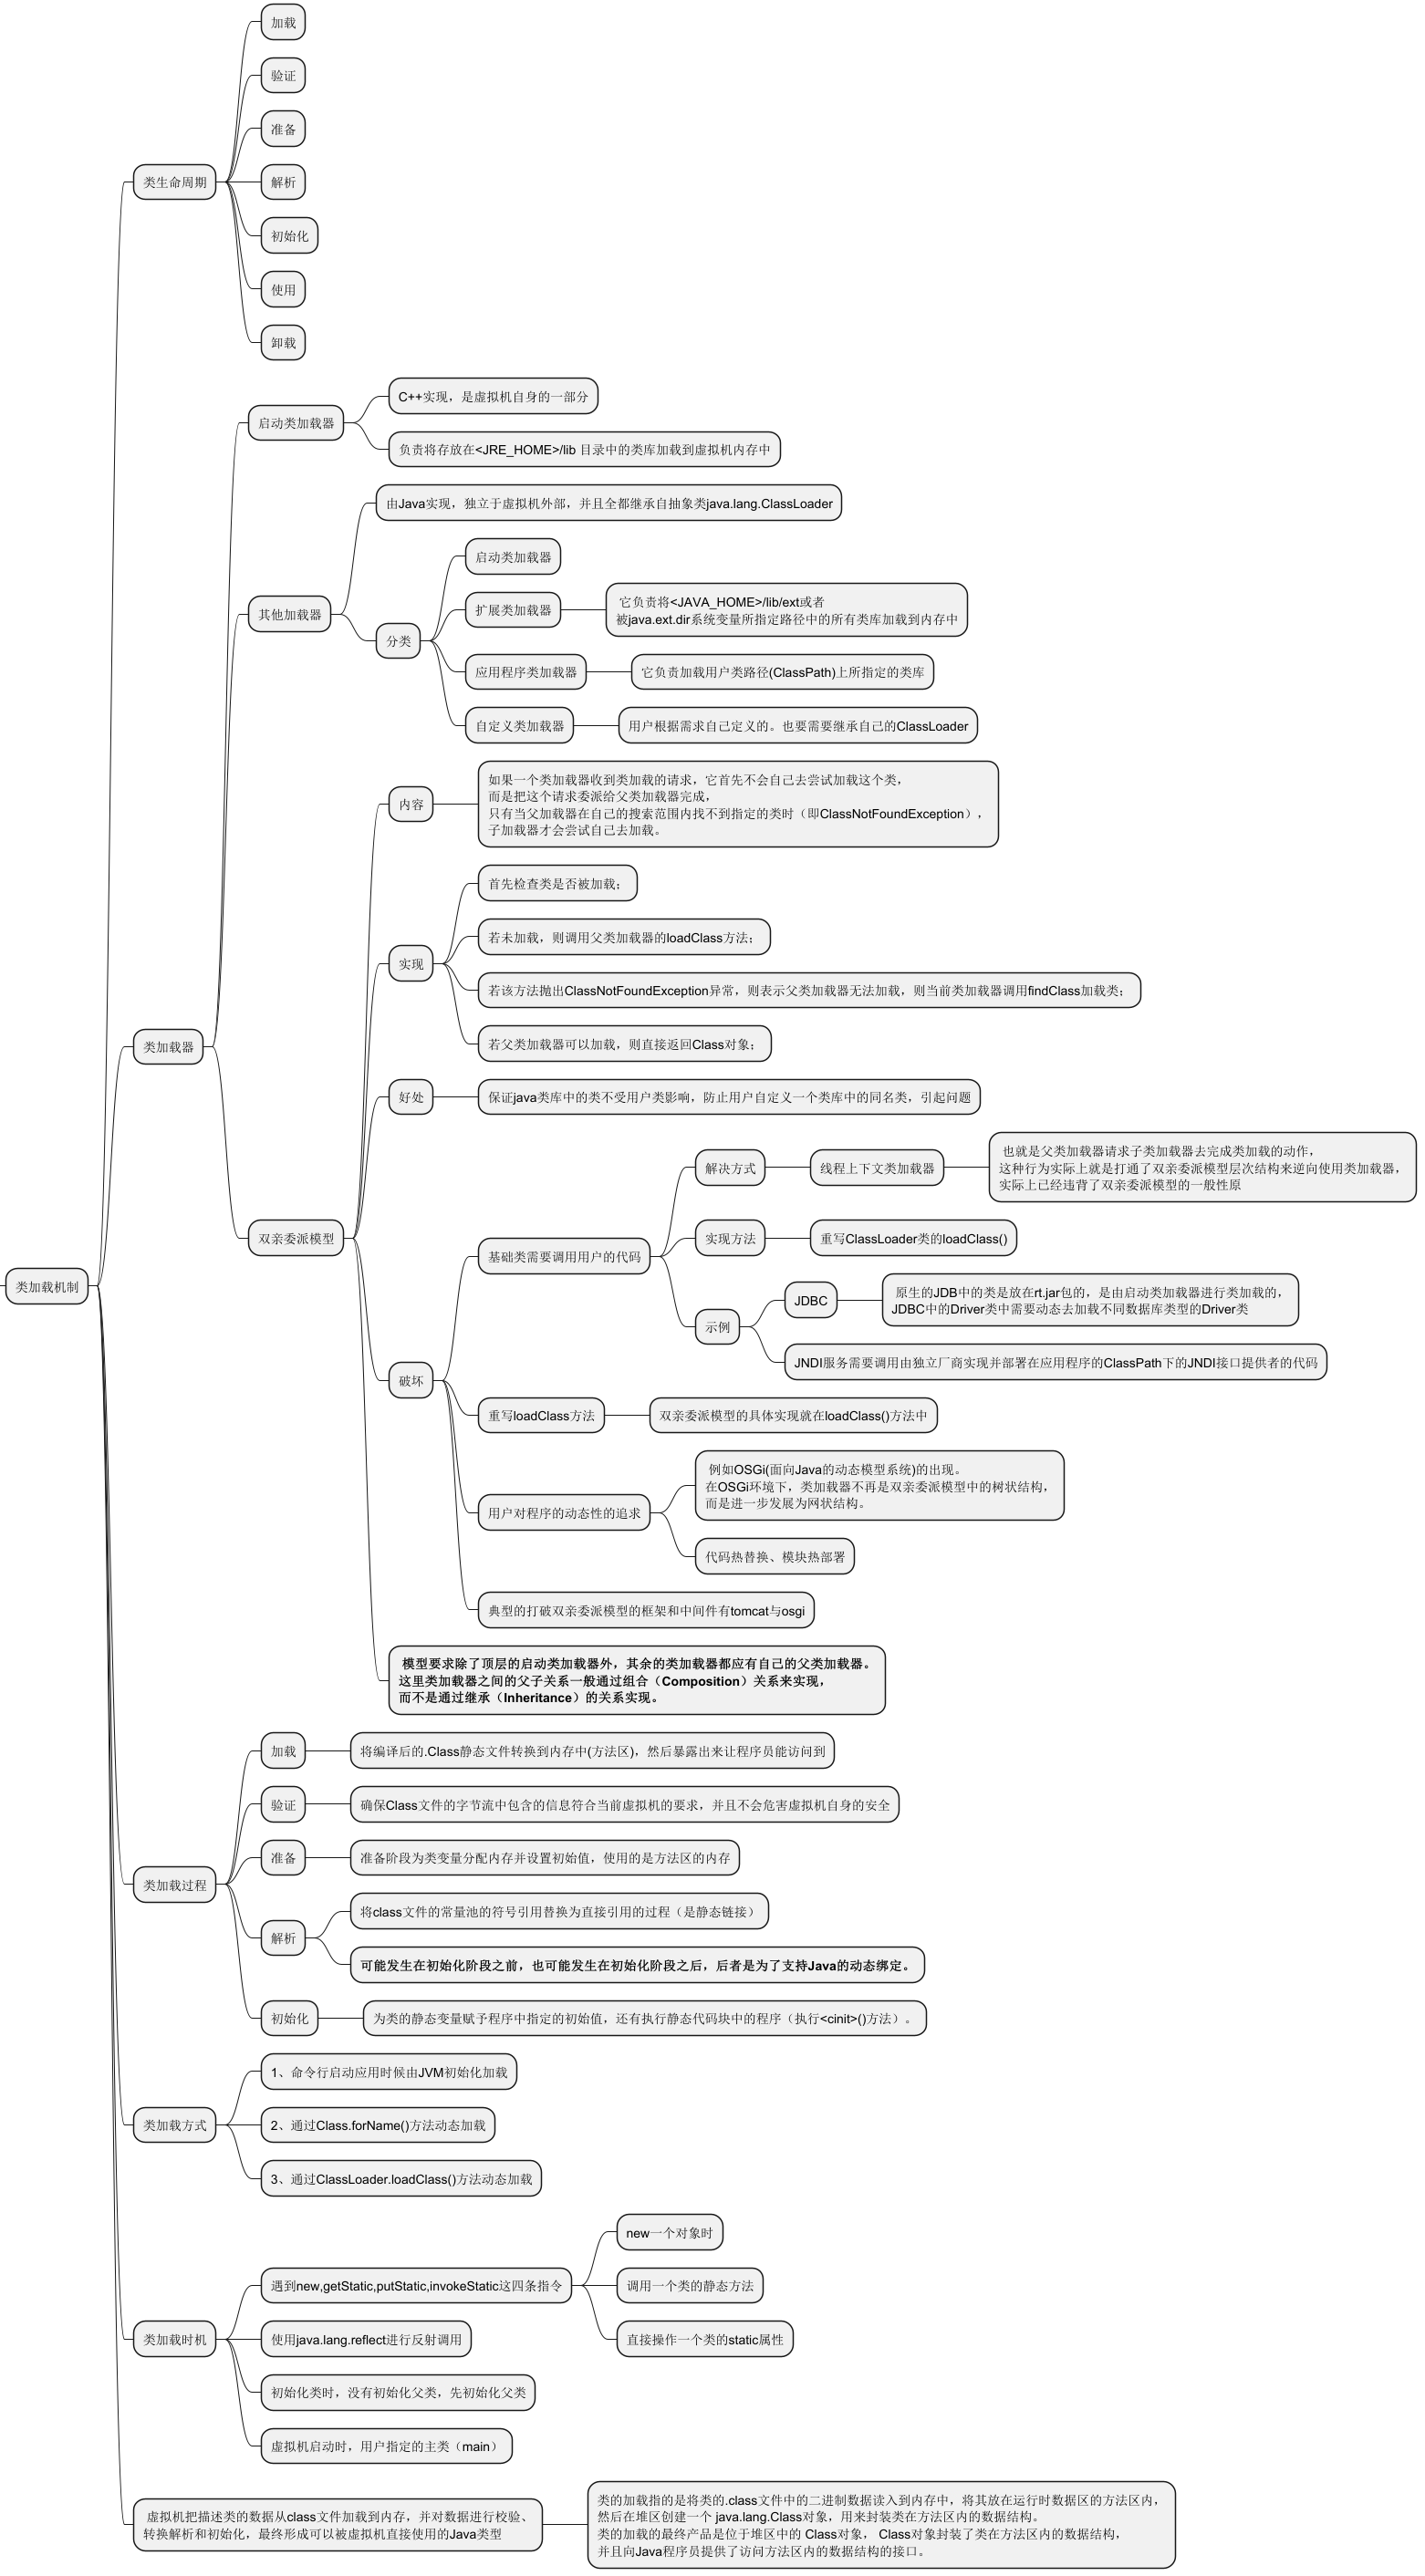 类加载机制
类生命周期
加载
验证
准备
解析
初始化
使用
卸载
类加载器
启动类加载器
C++实现，是虚拟机自身的一部分
负责将存放在<JRE_HOME>/lib 目录中的类库加载到虚拟机内存中
其他加载器
由Java实现，独立于虚拟机外部，并且全都继承自抽象类java.lang.ClassLoader
分类
启动类加载器
扩展类加载器
它负责将<JAVA_HOME>/lib/ext或者
被java.ext.dir系统变量所指定路径中的所有类库加载到内存中
应用程序类加载器
它负责加载用户类路径(ClassPath)上所指定的类库
自定义类加载器
用户根据需求自己定义的。也要需要继承自己的ClassLoader
双亲委派模型
内容
如果一个类加载器收到类加载的请求，它首先不会自己去尝试加载这个类，
而是把这个请求委派给父类加载器完成，
只有当父加载器在自己的搜索范围内找不到指定的类时（即ClassNotFoundException），
子加载器才会尝试自己去加载。
实现
首先检查类是否被加载；
若未加载，则调用父类加载器的loadClass方法；
若该方法抛出ClassNotFoundException异常，则表示父类加载器无法加载，则当前类加载器调用findClass加载类；
若父类加载器可以加载，则直接返回Class对象；
好处
保证java类库中的类不受用户类影响，防止用户自定义一个类库中的同名类，引起问题
破坏
基础类需要调用用户的代码
解决方式
线程上下文类加载器
也就是父类加载器请求子类加载器去完成类加载的动作，
这种行为实际上就是打通了双亲委派模型层次结构来逆向使用类加载器，
实际上已经违背了双亲委派模型的一般性原
实现方法
重写ClassLoader类的loadClass()
示例
JDBC
原生的JDB中的类是放在rt.jar包的，是由启动类加载器进行类加载的，
JDBC中的Driver类中需要动态去加载不同数据库类型的Driver类
JNDI服务需要调用由独立厂商实现并部署在应用程序的ClassPath下的JNDI接口提供者的代码
重写loadClass方法
双亲委派模型的具体实现就在loadClass()方法中
用户对程序的动态性的追求
例如OSGi(面向Java的动态模型系统)的出现。
在OSGi环境下，类加载器不再是双亲委派模型中的树状结构，
而是进一步发展为网状结构。
代码热替换、模块热部署
典型的打破双亲委派模型的框架和中间件有tomcat与osgi
模型要求除了顶层的启动类加载器外，其余的类加载器都应有自己的父类加载器。
这里类加载器之间的父子关系一般通过组合（Composition）关系来实现，
而不是通过继承（Inheritance）的关系实现。
类加载过程
加载
将编译后的.Class静态文件转换到内存中(方法区)，然后暴露出来让程序员能访问到
验证
确保Class文件的字节流中包含的信息符合当前虚拟机的要求，并且不会危害虚拟机自身的安全
准备
准备阶段为类变量分配内存并设置初始值，使用的是方法区的内存
解析
将class文件的常量池的符号引用替换为直接引用的过程（是静态链接）
可能发生在初始化阶段之前，也可能发生在初始化阶段之后，后者是为了支持Java的动态绑定。
初始化
为类的静态变量赋予程序中指定的初始值，还有执行静态代码块中的程序（执行<cinit>()方法）。
类加载方式
1、命令行启动应用时候由JVM初始化加载
2、通过Class.forName()方法动态加载
3、通过ClassLoader.loadClass()方法动态加载
类加载时机
遇到new,getStatic,putStatic,invokeStatic这四条指令
new一个对象时
调用一个类的静态方法
直接操作一个类的static属性
使用java.lang.reflect进行反射调用
初始化类时，没有初始化父类，先初始化父类
虚拟机启动时，用户指定的主类（main）
虚拟机把描述类的数据从class文件加载到内存，并对数据进行校验、
转换解析和初始化，最终形成可以被虚拟机直接使用的Java类型
类的加载指的是将类的.class文件中的二进制数据读入到内存中，将其放在运行时数据区的方法区内，
然后在堆区创建一个 java.lang.Class对象，用来封装类在方法区内的数据结构。
类的加载的最终产品是位于堆区中的 Class对象， Class对象封装了类在方法区内的数据结构，
并且向Java程序员提供了访问方法区内的数据结构的接口。